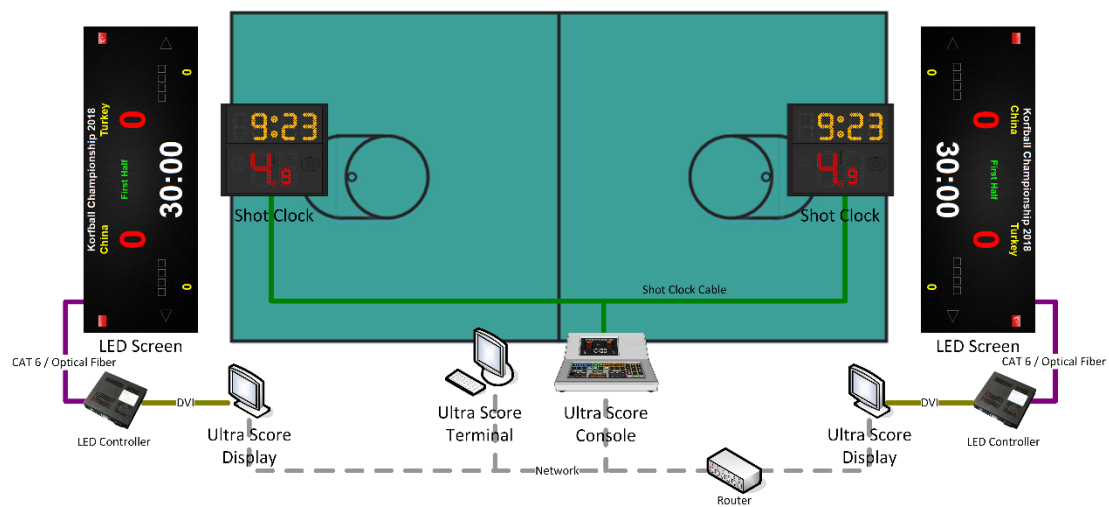 Korfball Championship 2018
Turkey
0
First Half
30:00
China
0
0
0
9:23
4.9
Shot Clock
9:23
4.9
Shot Clock
Korfball Championship 2018
China
0
First Half
30:00
Turkey
0
0
0
Shot Clock Cable
LED Screen
LED Screen
CAT 6 / Optical Fiber
CAT 6 / Optical Fiber
DVI
DVI
LED Controller
LED Controller
Ultra Score
Display
Ultra Score
Terminal
Ultra Score
Console
Ultra Score
Display
Network
Router